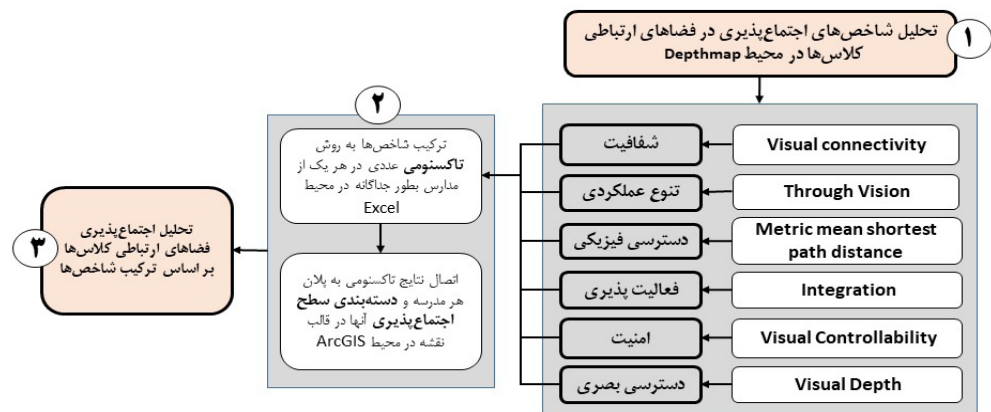 ۱
تحلیل شاخص‌های اجتماع‌پذیری در فضاهای ارتباطی
کلاس‌ها در محیط Depthmap
شفافیت
Visual connectivity
تنوع عملکردی
Through Vision
دسترسی فیزیکی
Metric mean shortest
path distance
فعالیت پذیری
Integration
امنیت
Visual Controllability
دسترسی بصری
Visual Depth
۲
ترکیب شاخص‌ها به روش
تاکسنومی عددی در هر یک از
مدارس بطور جداگانه در محیط
Excel
اتصال نتایج تاکسنومی به پلان
هر مدرسه و دسته‌بندی سطح
اجتماع‌پذیری آنها در قالب
نقشه در محیط ArcGIS
۳
تحلیل اجتماع‌پذیری
فضاهای ارتباطی کلاس‌ها
بر اساس ترکیب شاخص‌ها